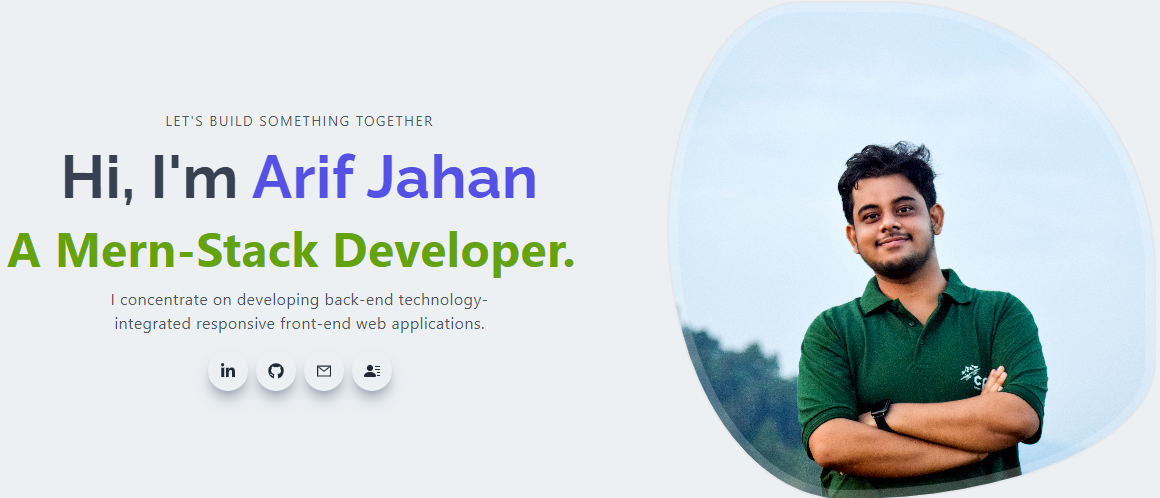 LET'S BUILD SOMETHING TOGETHER
Hi, I'm Arif Jahan
A Mern-Stack Developer.
I concentrate on developing back-end technology-
integrated responsive front-end web applications.
in